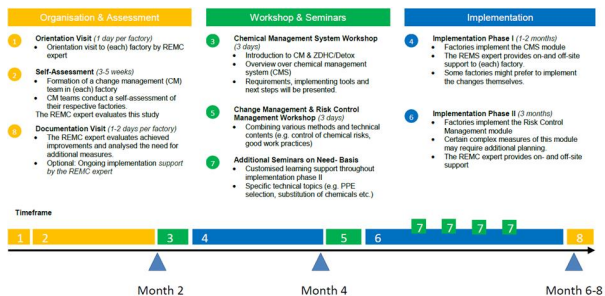 Organisation & Assessment
1
Orientation Visit (1 day per factory)
• Orientation visit to (each) factory by REMC
expert
2
Self-Assessment (3-5 weeks)
• Formation of a change management (CM)
team in (each) factory
• CM teams conduct a self-assessment of
their respective factories.
The REMC expert evaluates this study
8
Documentation Visit (1-2 days per factory)
• The REMC expert evaluates achieved
improvements and analysed the need for
additional measures.
• Optional: Ongoing implementation support
by the REMC expert
Workshop & Seminars
3
Chemical Management System Workshop
(3 days)
• Introduction to CM & ZDHC/Detox
• Overview over chemical management
system (CMS)
• Requirements, implementing tools and
next steps will be presented.
5
Change Management & Risk Control
Management Workshop (3 days)
• Combining various methods and technical
contents (e.g. control of chemical risks,
good work practices)
7
Additional Seminars on Need- Basis
• Customised learning support throughout
implementation phase II
• Specific technical topics (e.g. PPE
selection, substitution of chemicals etc.)
Implementation
4
Implementation Phase I (1-2 months)
• Factories implement the CMS module
• The REMS expert provides on-and off-site
support to (each) factory.
• Some factories might prefer to implement
the changes themselves.
6
Implementation Phase II (3 months)
• Factories implement the Risk Control
Management module
• Certain complex measures of this module
may require additional planning.
• The REMC expert provides on- and off-site
support
Timeframe
7 7 7 7
1 2 3 4 5 6 8
Month 2 Month 4 Month 6-8